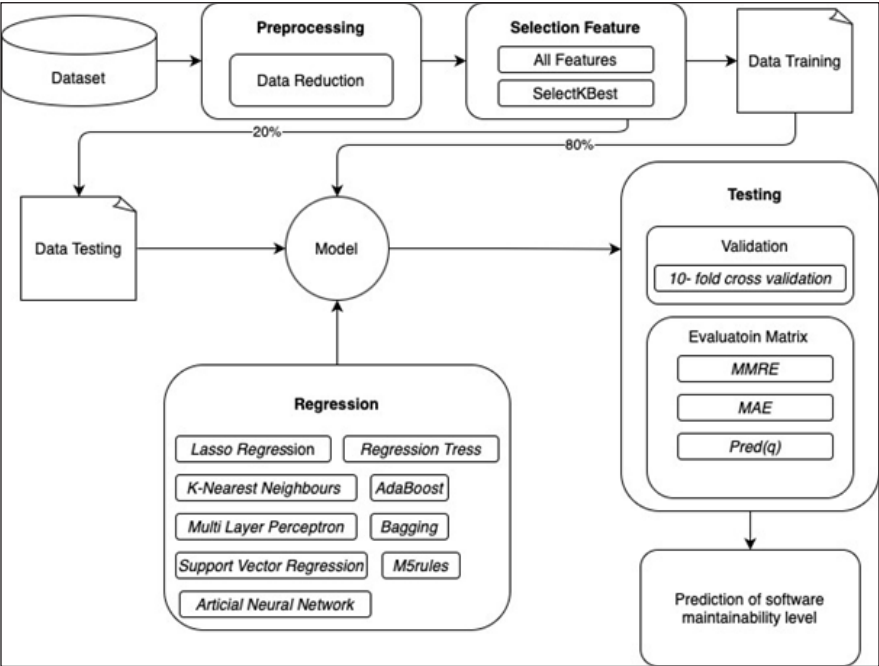 Dataset
Preprocessing
Data Reduction
Selection Feature
All Features
SelectKBest
Data Training
20%
80%
Data Testing
Model
Testing
Validation
10- fold cross validation
Evaluatoin Matrix
MMRE
MAE
Pred(q)
Regression
Lasso Regression
Regression Tress
K-Nearest Neighbours
AdaBoost
Multi Layer Perceptron
Bagging
Support Vector Regression
M5rules
Articial Neural Network
Prediction of software
maintainability level